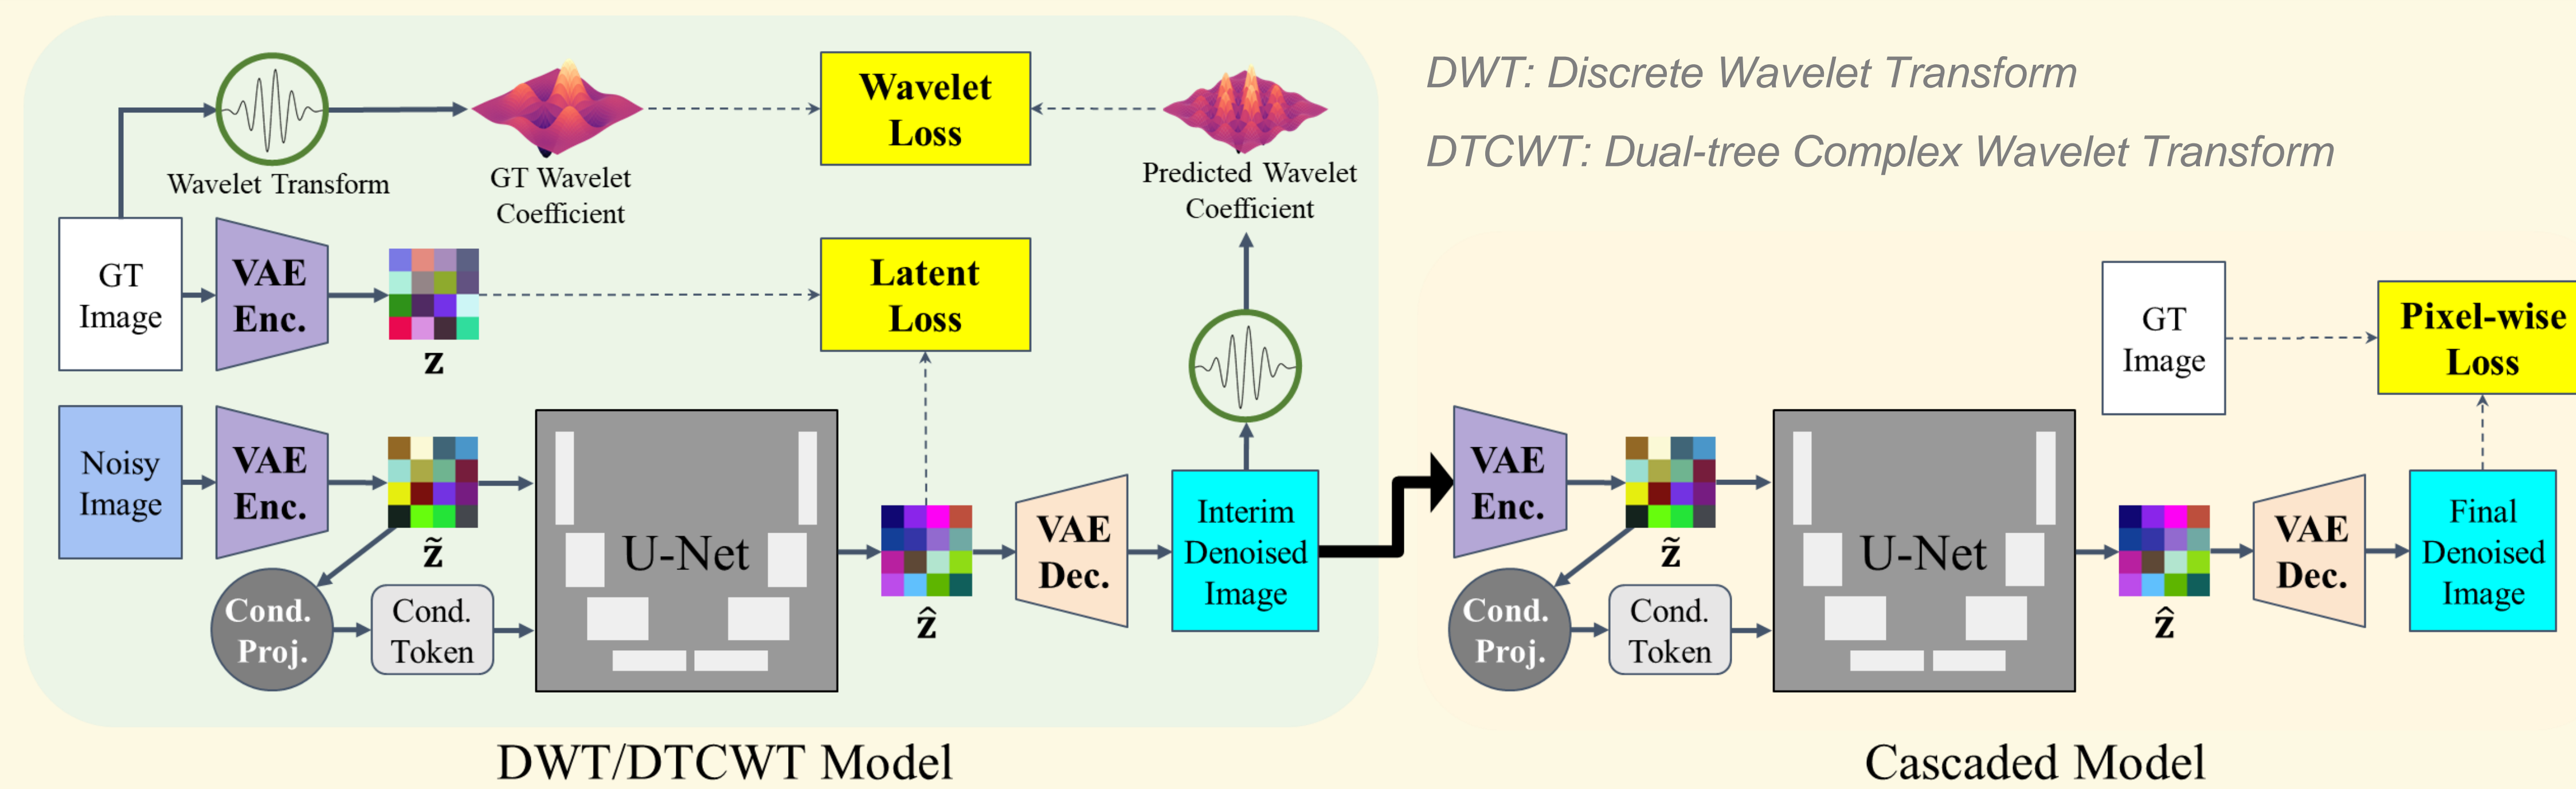 DWT: Discrete Wavelet Transform
DTCWT: Dual-tree Complex Wavelet Transform
Wavelet Transform
GT Wavelet
Coefficient
Wavelet
Loss
Predicted Wavelet
Coefficient
GT
Image
VAE
Enc.
z
Latent
Loss
Noisy
Image
VAE
Enc.
z̃
Cond.
Proj.
Cond.
Token
U-Net
ẑ
VAE
Dec.
Interim
Denoised
Image
DWT/DTCWT Model
VAE
Enc.
z̃
Cond.
Proj.
Cond.
Token
U-Net
ẑ
VAE
Dec.
Final
Denoised
Image
GT
Image
Pixel-wise
Loss
Cascaded Model